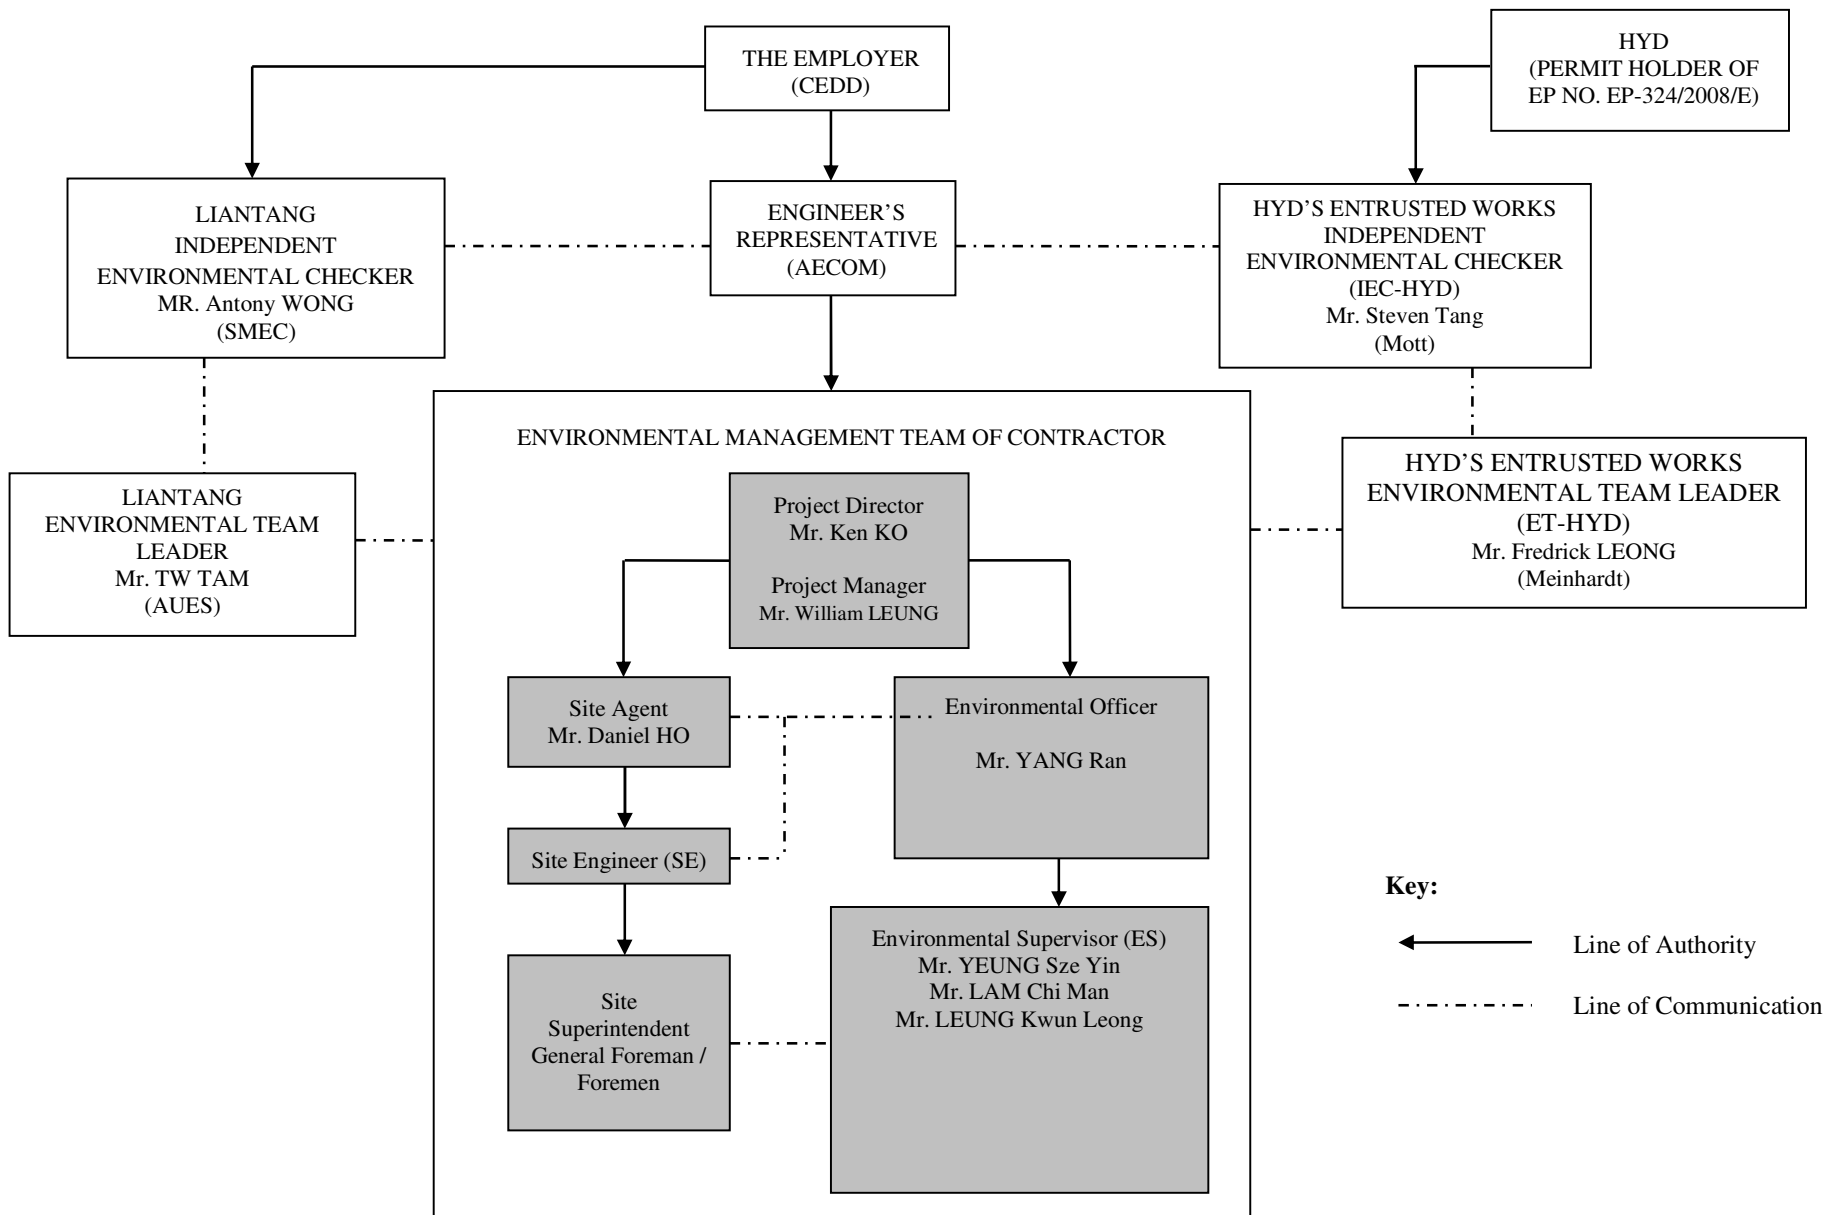 THE EMPLOYER
(CEDD)
HYD
(PERMIT HOLDER OF
EP NO. EP-324/2008/E)
LIANTANG
INDEPENDENT
ENVIRONMENTAL CHECKER
MR. Antony WONG
(SMEC)
ENGINEER’S
REPRESENTATIVE
(AECOM)
HYD’S ENTRUSTED WORKS
INDEPENDENT
ENVIRONMENTAL CHECKER
(IEC-HYD)
Mr. Steven Tang
(Mott)
LIANTANG
ENVIRONMENTAL TEAM
LEADER
Mr. TW TAM
(AUES)
ENVIRONMENTAL MANAGEMENT TEAM OF CONTRACTOR
HYD’S ENTRUSTED WORKS
ENVIRONMENTAL TEAM LEADER
(ET-HYD)
Mr. Fredrick LEONG
(Meinhardt)
Project Director
Mr. Ken KO
Project Manager
Mr. William LEUNG
Site Agent
Mr. Daniel HO
Environmental Officer
Mr. YANG Ran
Site Engineer (SE)
Environmental Supervisor (ES)
Mr. YEUNG Sze Yin
Mr. LAM Chi Man
Mr. LEUNG Kwun Leong
Site
Superintendent
General Foreman /
Foremen
Key:
Line of Authority
Line of Communication